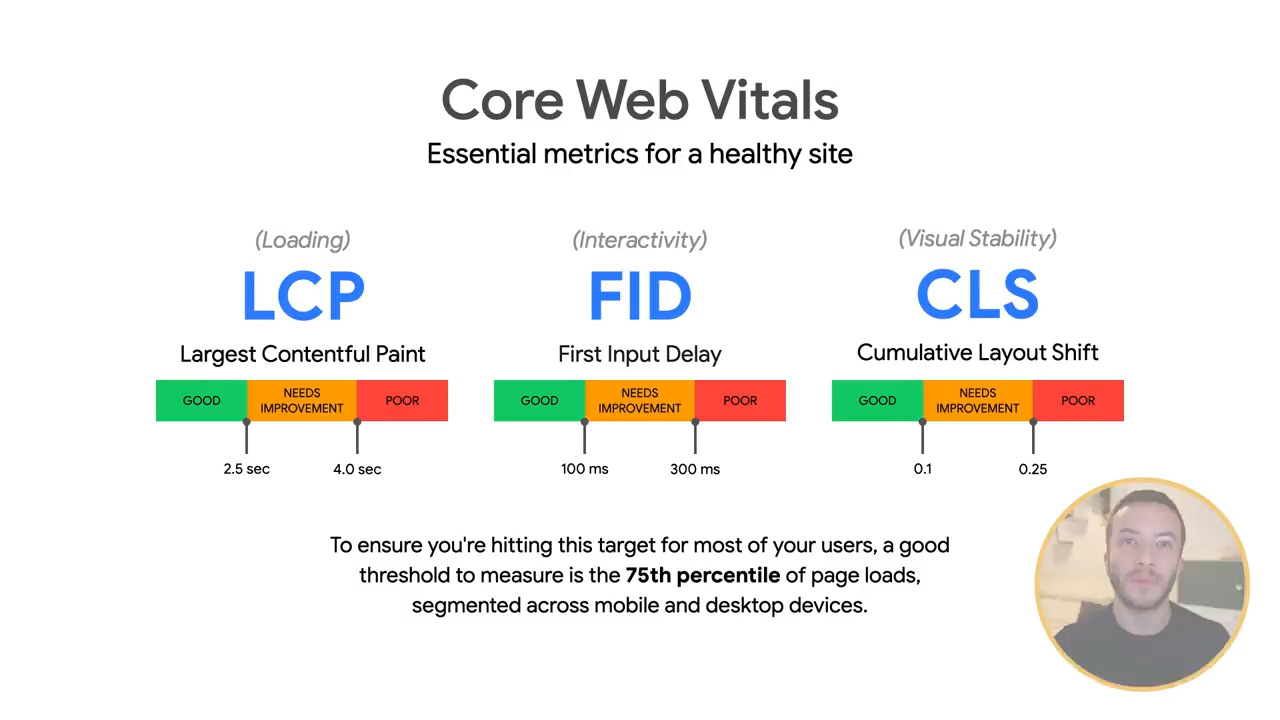 Core Web Vitals
Essential metrics for a healthy site
(Loading)
LCP
Largest Contentful Paint
GOOD
NEEDS
IMPROVEMENT
POOR
2.5 sec
4.0 sec
(Interactivity)
FID
First Input Delay
GOOD
NEEDS
IMPROVEMENT
POOR
100 ms
300 ms
(Visual Stability)
CLS
Cumulative Layout Shift
GOOD
NEEDS
IMPROVEMENT
POOR
0.1
0.25
To ensure you're hitting this target for most of your users, a good
threshold to measure is the 75th percentile of page loads,
segmented across mobile and desktop devices.